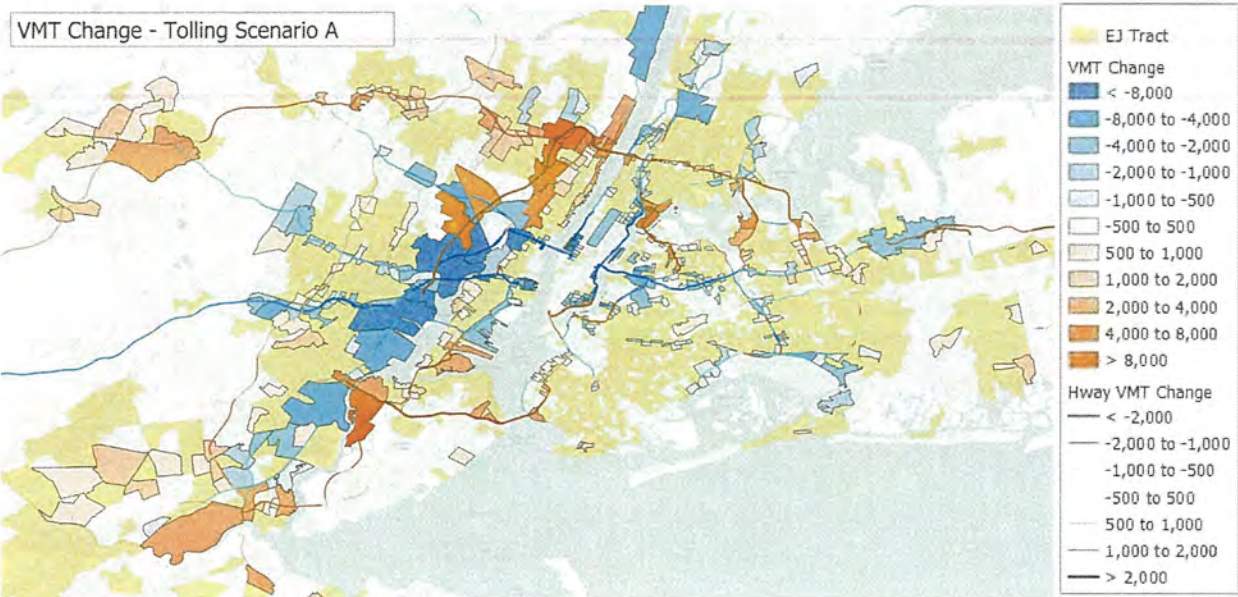 VMT Change - Tolling Scenario A
EJ Tract
VMT Change
< -8,000
-8,000 to -4,000
-4,000 to -2,000
-2,000 to -1,000
-1,000 to -500
-500 to 500
500 to 1,000
1,000 to 2,000
2,000 to 4,000
4,000 to 8,000
> 8,000
Hway VMT Change
< -2,000
-2,000 to -1,000
-1,000 to -500
-500 to 500
500 to 1,000
1,000 to 2,000
> 2,000